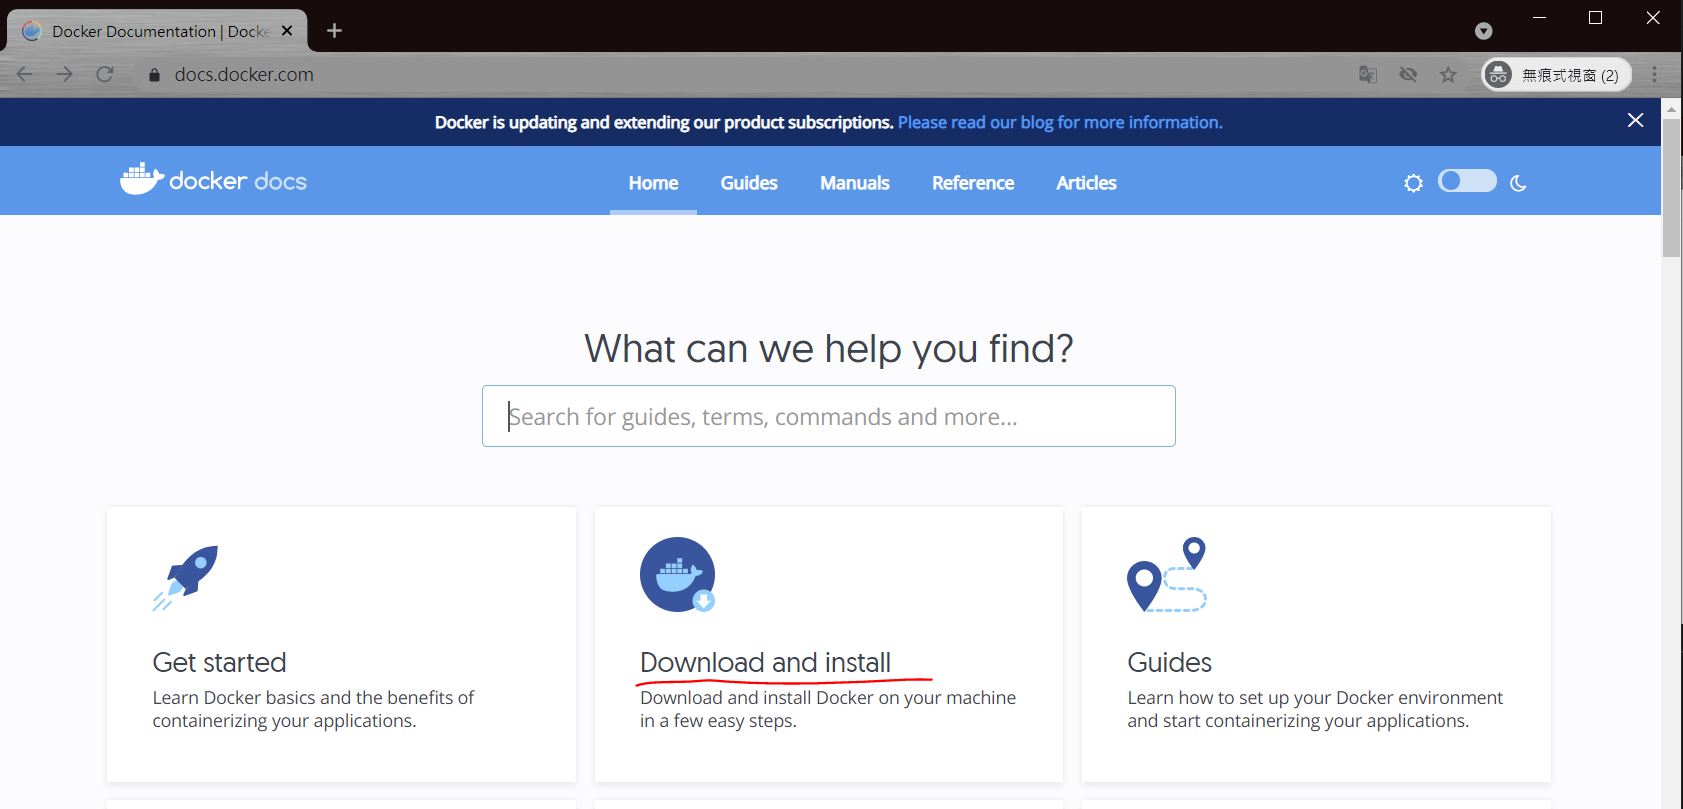 Docker Documentation | Docke
docs.docker.com
無痕式視窗 (2)
Docker is updating and extending our product subscriptions. Please read our blog for more information.
docker docs
Home Guides Manuals Reference Articles
What can we help you find?
Search for guides, terms, commands and more...
Get started
Learn Docker basics and the benefits of
containerizing your applications.
Download and install
Download and install Docker on your machine
in a few easy steps.
Guides
Learn how to set up your Docker environment
and start containerizing your applications.